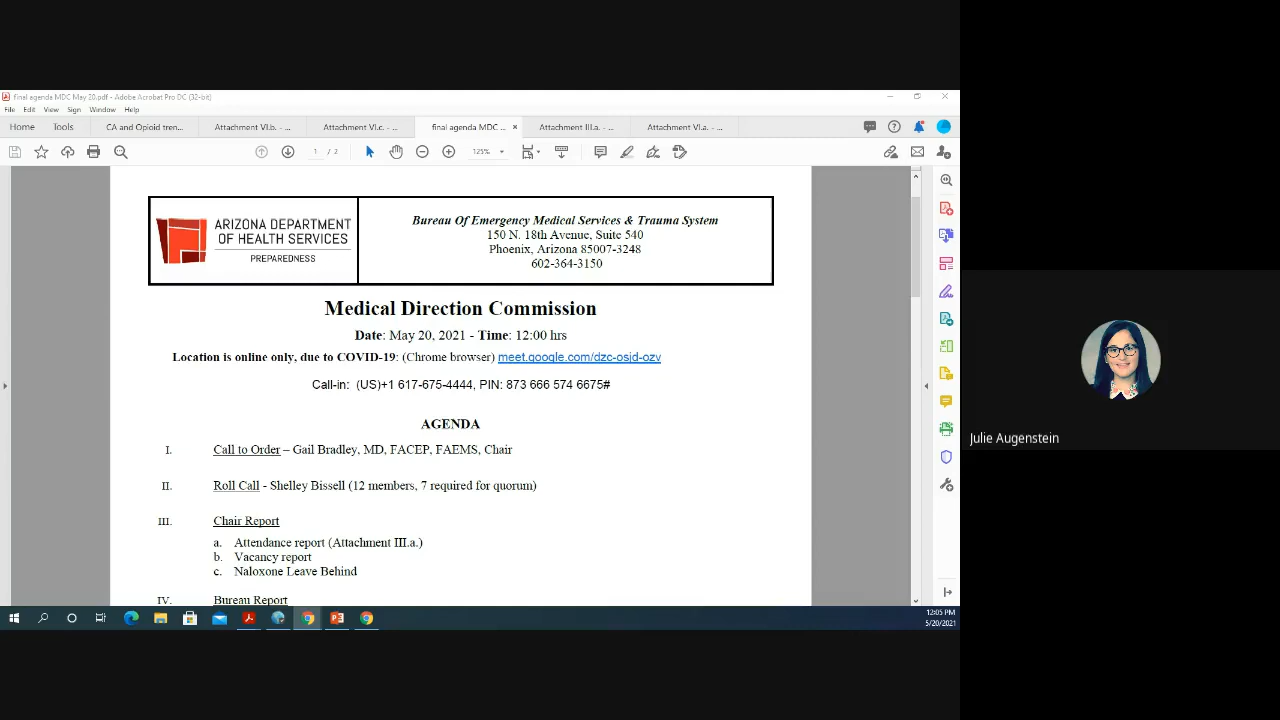 final agenda MDC May 20.pdf - Adobe Acrobat Pro DC (32-bit)
File Edit View Sign Window Help
Home Tools CA and Opioid tren... Attachment VI.b. - ... Attachment VI.c. - ... final agenda MDC ... × Attachment III.a. - ... Attachment VI.a. - ...
1 / 2 125%
ARIZONA DEPARTMENT
OF HEALTH SERVICES
PREPAREDNESS
Bureau Of Emergency Medical Services & Trauma System
150 N. 18th Avenue, Suite 540
Phoenix, Arizona 85007-3248
602-364-3150
Medical Direction Commission
Date: May 20, 2021 - Time: 12:00 hrs
Location is online only, due to COVID-19: (Chrome browser) meet.google.com/dzc-osjd-ozv
Call-in: (US)+1 617-675-4444, PIN: 873 666 574 6675#
AGENDA
I. Call to Order – Gail Bradley, MD, FACEP, FAEMS, Chair
II. Roll Call - Shelley Bissell (12 members, 7 required for quorum)
III. Chair Report
a. Attendance report (Attachment III.a.)
b. Vacancy report
c. Naloxone Leave Behind
IV. Bureau Report
12:05 PM
5/20/2021
Julie Augenstein